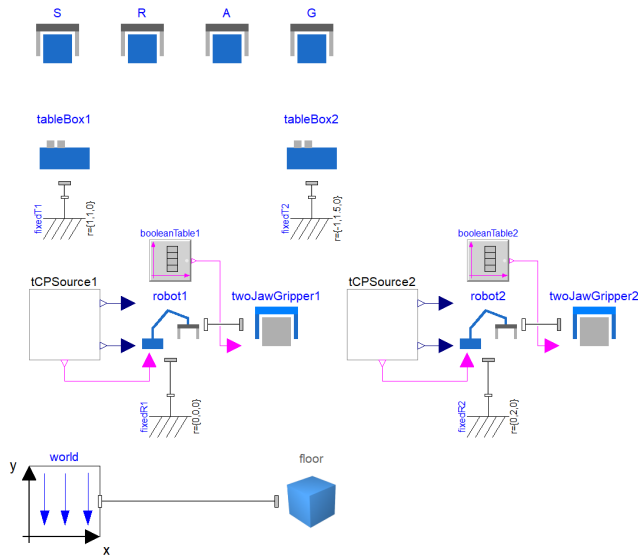 S R A G
tableBox1 tableBox2
fixedT1 r={1,1,0} fixedT2 r={-1,1.5,0}
booleanTable1 booleanTable2
tCPSource1 robot1 twoJawGripper1 tCPSource2 robot2 twoJawGripper2
fixedR1 r={0,0,0} fixedR2 r={0,2,0}
world floor
y
x